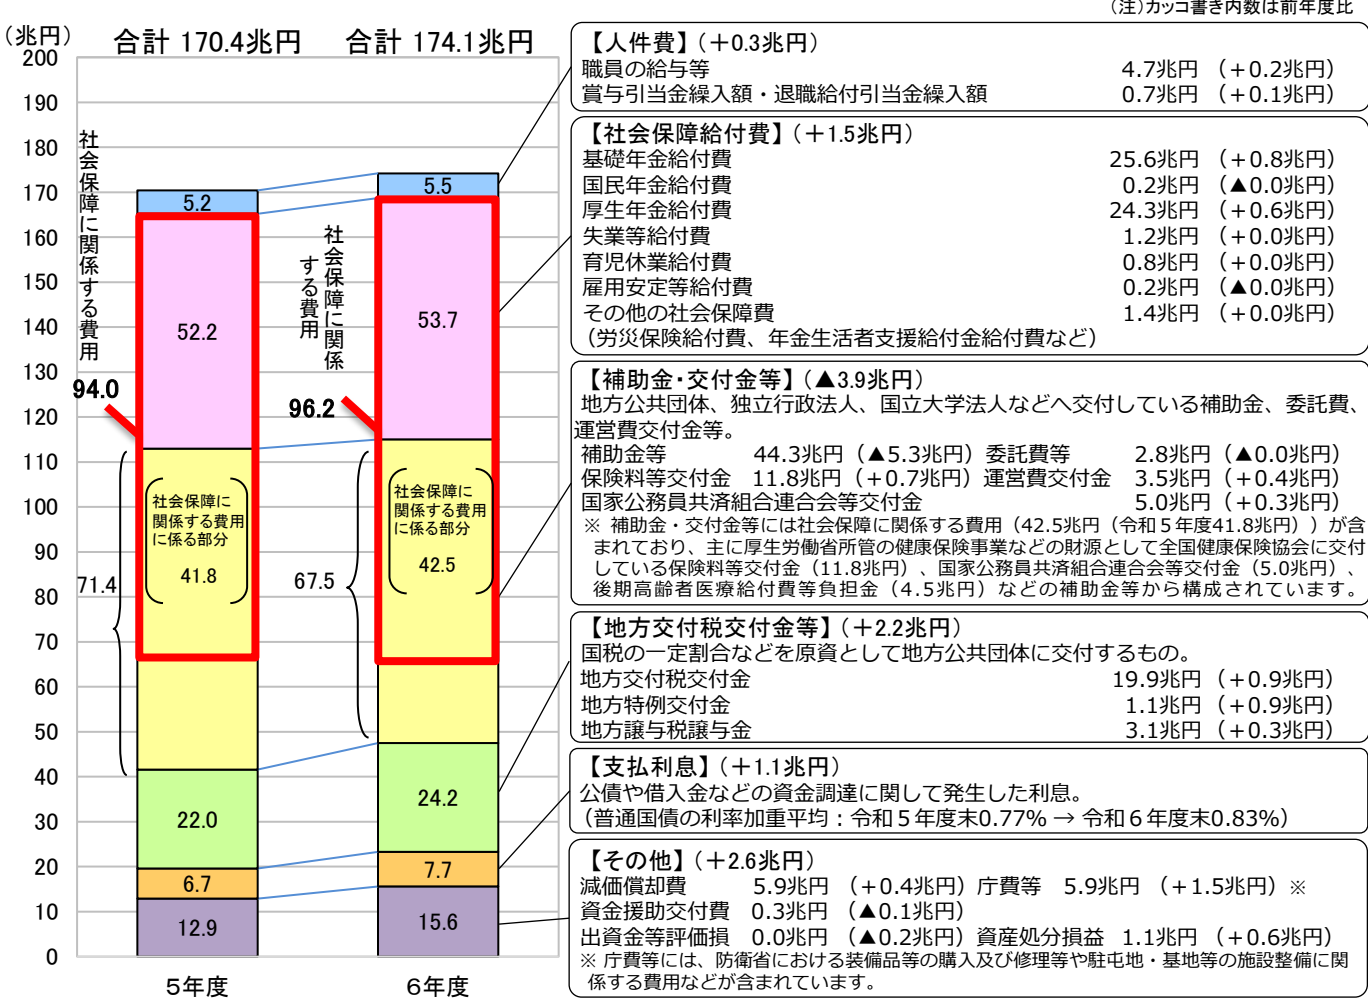 (注)カッコ書き内数は前年度比
(兆円)
合計 170.4兆円
合計 174.1兆円
200
190
180
170
160
150
140
130
120
110
100
90
80
70
60
50
40
30
20
10
0
社会保障に関係する費用
94.0
5.2
52.2
社会保障に
関係する費用
に係る部分
41.8
71.4
22.0
6.7
12.9
5年度
社会保障に関係
する費用
96.2
5.5
53.7
社会保障に
関係する費用
に係る部分
42.5
67.5
24.2
7.7
15.6
6年度
【人件費】(+0.3兆円)
職員の給与等 4.7兆円 (+0.2兆円)
賞与引当金繰入額・退職給付引当金繰入額 0.7兆円 (+0.1兆円)
【社会保障給付費】(+1.5兆円)
基礎年金給付費 25.6兆円 (+0.8兆円)
国民年金給付費 0.2兆円 (▲0.0兆円)
厚生年金給付費 24.3兆円 (+0.6兆円)
失業等給付費 1.2兆円 (+0.0兆円)
育児休業給付費 0.8兆円 (+0.0兆円)
雇用安定等給付費 0.2兆円 (▲0.0兆円)
その他の社会保障費 1.4兆円 (+0.0兆円)
(労災保険給付費、年金生活者支援給付金給付費など)
【補助金・交付金等】(▲3.9兆円)
地方公共団体、独立行政法人、国立大学法人などへ交付している補助金、委託費、
運営費交付金等。
補助金等 44.3兆円 (▲5.3兆円) 委託費等 2.8兆円 (▲0.0兆円)
保険料等交付金 11.8兆円 (+0.7兆円) 運営費交付金 3.5兆円 (+0.4兆円)
国家公務員共済組合連合会等交付金 5.0兆円 (+0.3兆円)
※ 補助金・交付金等には社会保障に関係する費用(42.5兆円(令和5年度41.8兆円))が含
まれており、主に厚生労働省所管の健康保険事業などの財源として全国健康保険協会に交付
している保険料等交付金(11.8兆円)、国家公務員共済組合連合会等交付金(5.0兆円)、
後期高齢者医療給付費等負担金(4.5兆円)などの補助金等から構成されています。
【地方交付税交付金等】(+2.2兆円)
国税の一定割合などを原資として地方公共団体に交付するもの。
地方交付税交付金 19.9兆円 (+0.9兆円)
地方特例交付金 1.1兆円 (+0.9兆円)
地方譲与税譲与金 3.1兆円 (+0.3兆円)
【支払利息】(+1.1兆円)
公債や借入金などの資金調達に関して発生した利息。
(普通国債の利率加重平均:令和5年度末0.77% → 令和6年度末0.83%)
【その他】(+2.6兆円)
減価償却費 5.9兆円 (+0.4兆円) 庁費等 5.9兆円 (+1.5兆円) ※
資金援助交付費 0.3兆円 (▲0.1兆円)
出資金等評価損 0.0兆円 (▲0.2兆円) 資産処分損益 1.1兆円 (+0.6兆円)
※ 庁費等には、防衛省における装備品等の購入及び修理等や駐屯地・基地等の施設整備に関
係する費用などが含まれています。